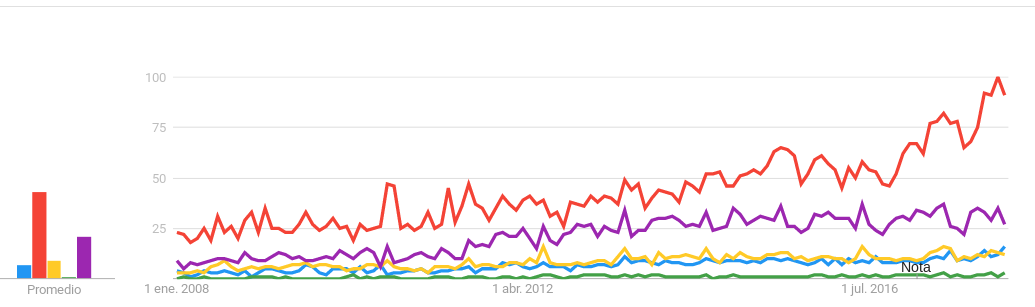 100
75
50
25
Nota
Promedio
1 ene. 2008
1 abr. 2012
1 jul. 2016